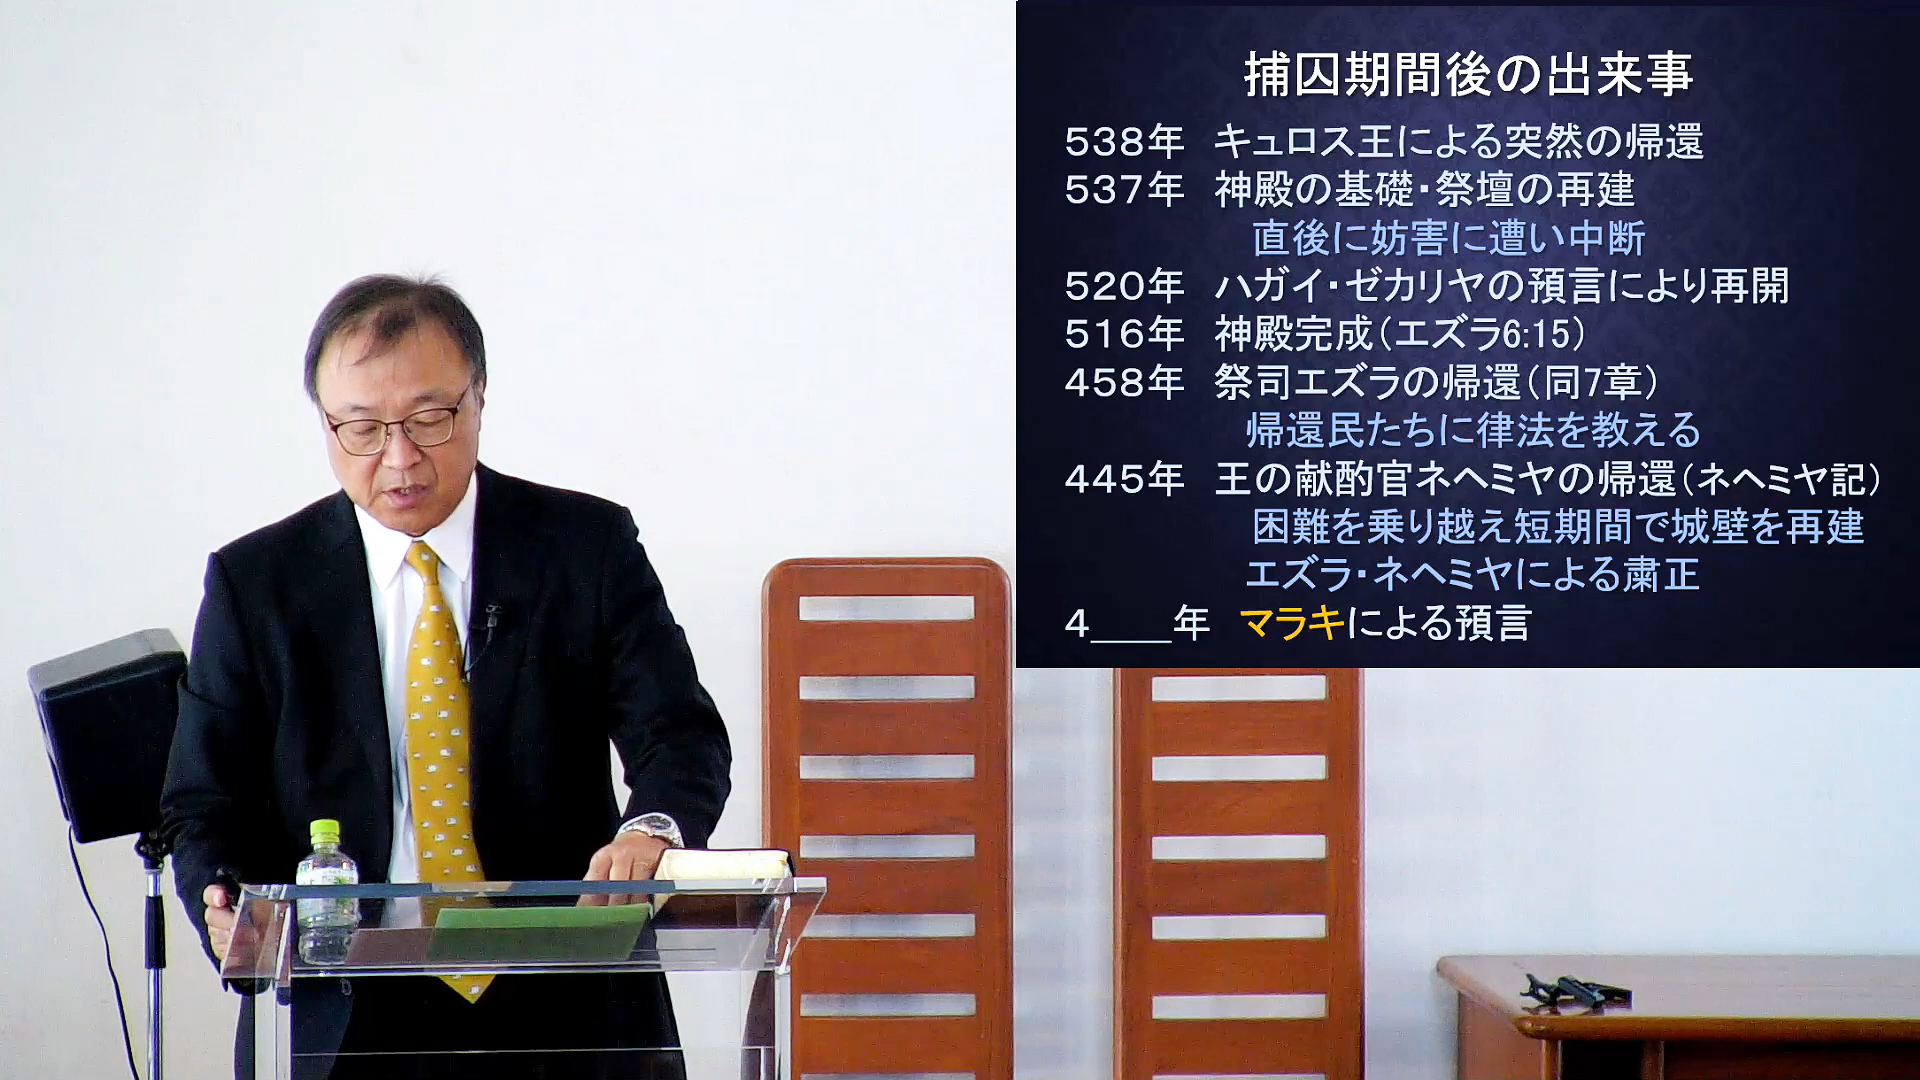 捕囚期間後の出来事
538年 キュロス王による突然の帰還
537年 神殿の基礎・祭壇の再建
直後に妨害に遭い中断
520年 ハガイ・ゼカリヤの預言により再開
516年 神殿完成(エズラ6:15)
458年 祭司エズラの帰還(同7章)
帰還民たちに律法を教える
445年 王の献酌官ネヘミヤの帰還(ネヘミヤ記)
困難を乗り越え短期間で城壁を再建
エズラ・ネヘミヤによる粛正
4____年 マラキによる預言